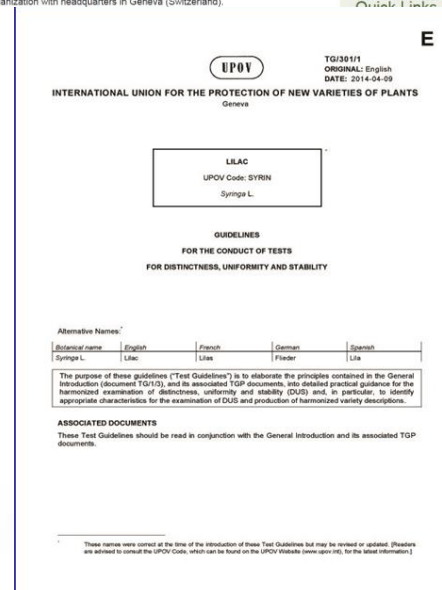 anization with headquarters in Geneva (Switzerland).
Quick Links
E
UPOV
TG/301/1
ORIGINAL: English
DATE: 2014-04-09
INTERNATIONAL UNION FOR THE PROTECTION OF NEW VARIETIES OF PLANTS
Geneva
*
LILAC
UPOV Code: SYRIN
Syringa L.
GUIDELINES
FOR THE CONDUCT OF TESTS
FOR DISTINCTNESS, UNIFORMITY AND STABILITY
Alternative Names:*
Botanical name English French German Spanish
Syringa L. Lilac Lilas Flieder Lila
The purpose of these guidelines (“Test Guidelines”) is to elaborate the principles contained in the General
Introduction (document TG/1/3), and its associated TGP documents, into detailed practical guidance for the
harmonized examination of distinctness, uniformity and stability (DUS) and, in particular, to identify
appropriate characteristics for the examination of DUS and production of harmonized variety descriptions.
ASSOCIATED DOCUMENTS
These Test Guidelines should be read in conjunction with the General Introduction and its associated TGP
documents.
* These names were correct at the time of the introduction of these Test Guidelines but may be revised or updated. [Readers
are advised to consult the UPOV Code, which can be found on the UPOV Website (www.upov.int), for the latest information.]